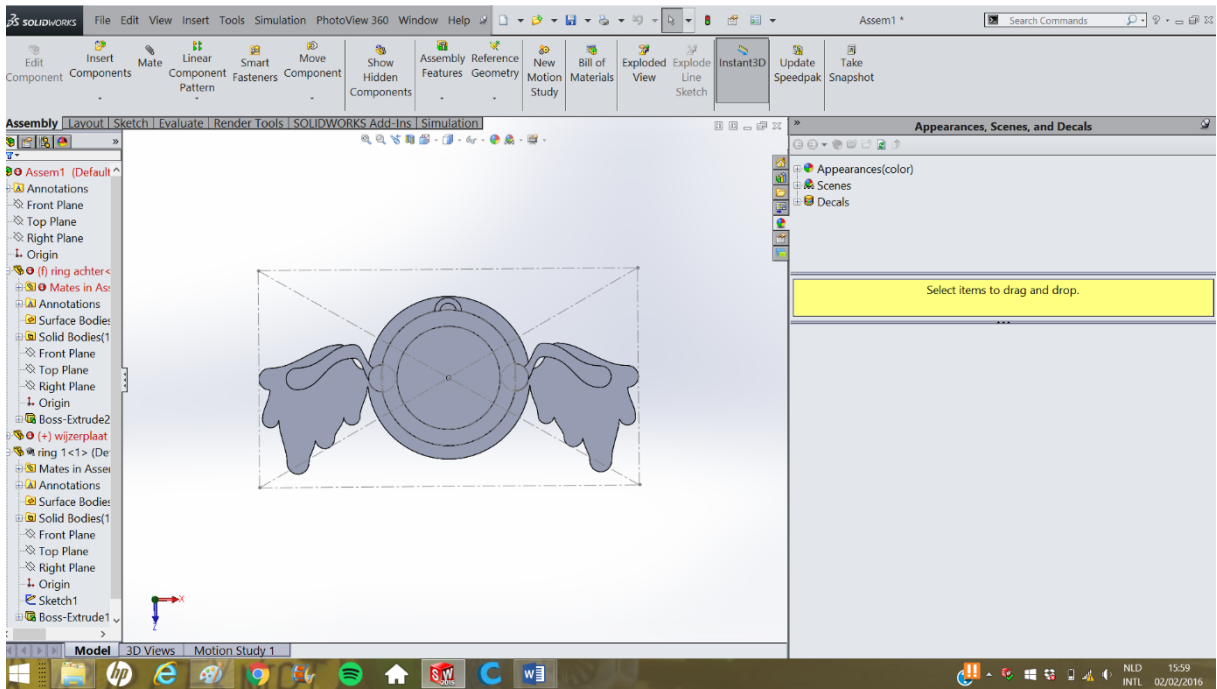 SOLIDWORKS File Edit View Insert Tools Simulation PhotoView 360 Window Help Assem1 * Search Commands
Edit Component
Insert Components
Mate
Linear Component Pattern
Smart Fasteners
Move Component
Show Hidden Components
Assembly Features
Reference Geometry
New Motion Study
Bill of Materials
Exploded View
Explode Line Sketch
Instant3D
Update Speedpak
Take Snapshot
Assembly Layout Sketch Evaluate Render Tools SOLIDWORKS Add-Ins Simulation
Assem1 (Default
Annotations
Front Plane
Top Plane
Right Plane
Origin
(f) ring achter<
Mates in Ass
Annotations
Surface Bodies
Solid Bodies(1
Front Plane
Top Plane
Right Plane
Origin
Boss-Extrude2
(+) wijzerplaat
ring 1<1> (De
Mates in Assem
Annotations
Surface Bodies
Solid Bodies(1
Front Plane
Top Plane
Right Plane
Origin
Sketch1
Boss-Extrude1
X
Z
Appearances, Scenes, and Decals
Appearances(color)
Scenes
Decals
Select items to drag and drop.
Model 3D Views Motion Study 1
hp
SW 2015
NLD 15:59
INTL 02/02/2016